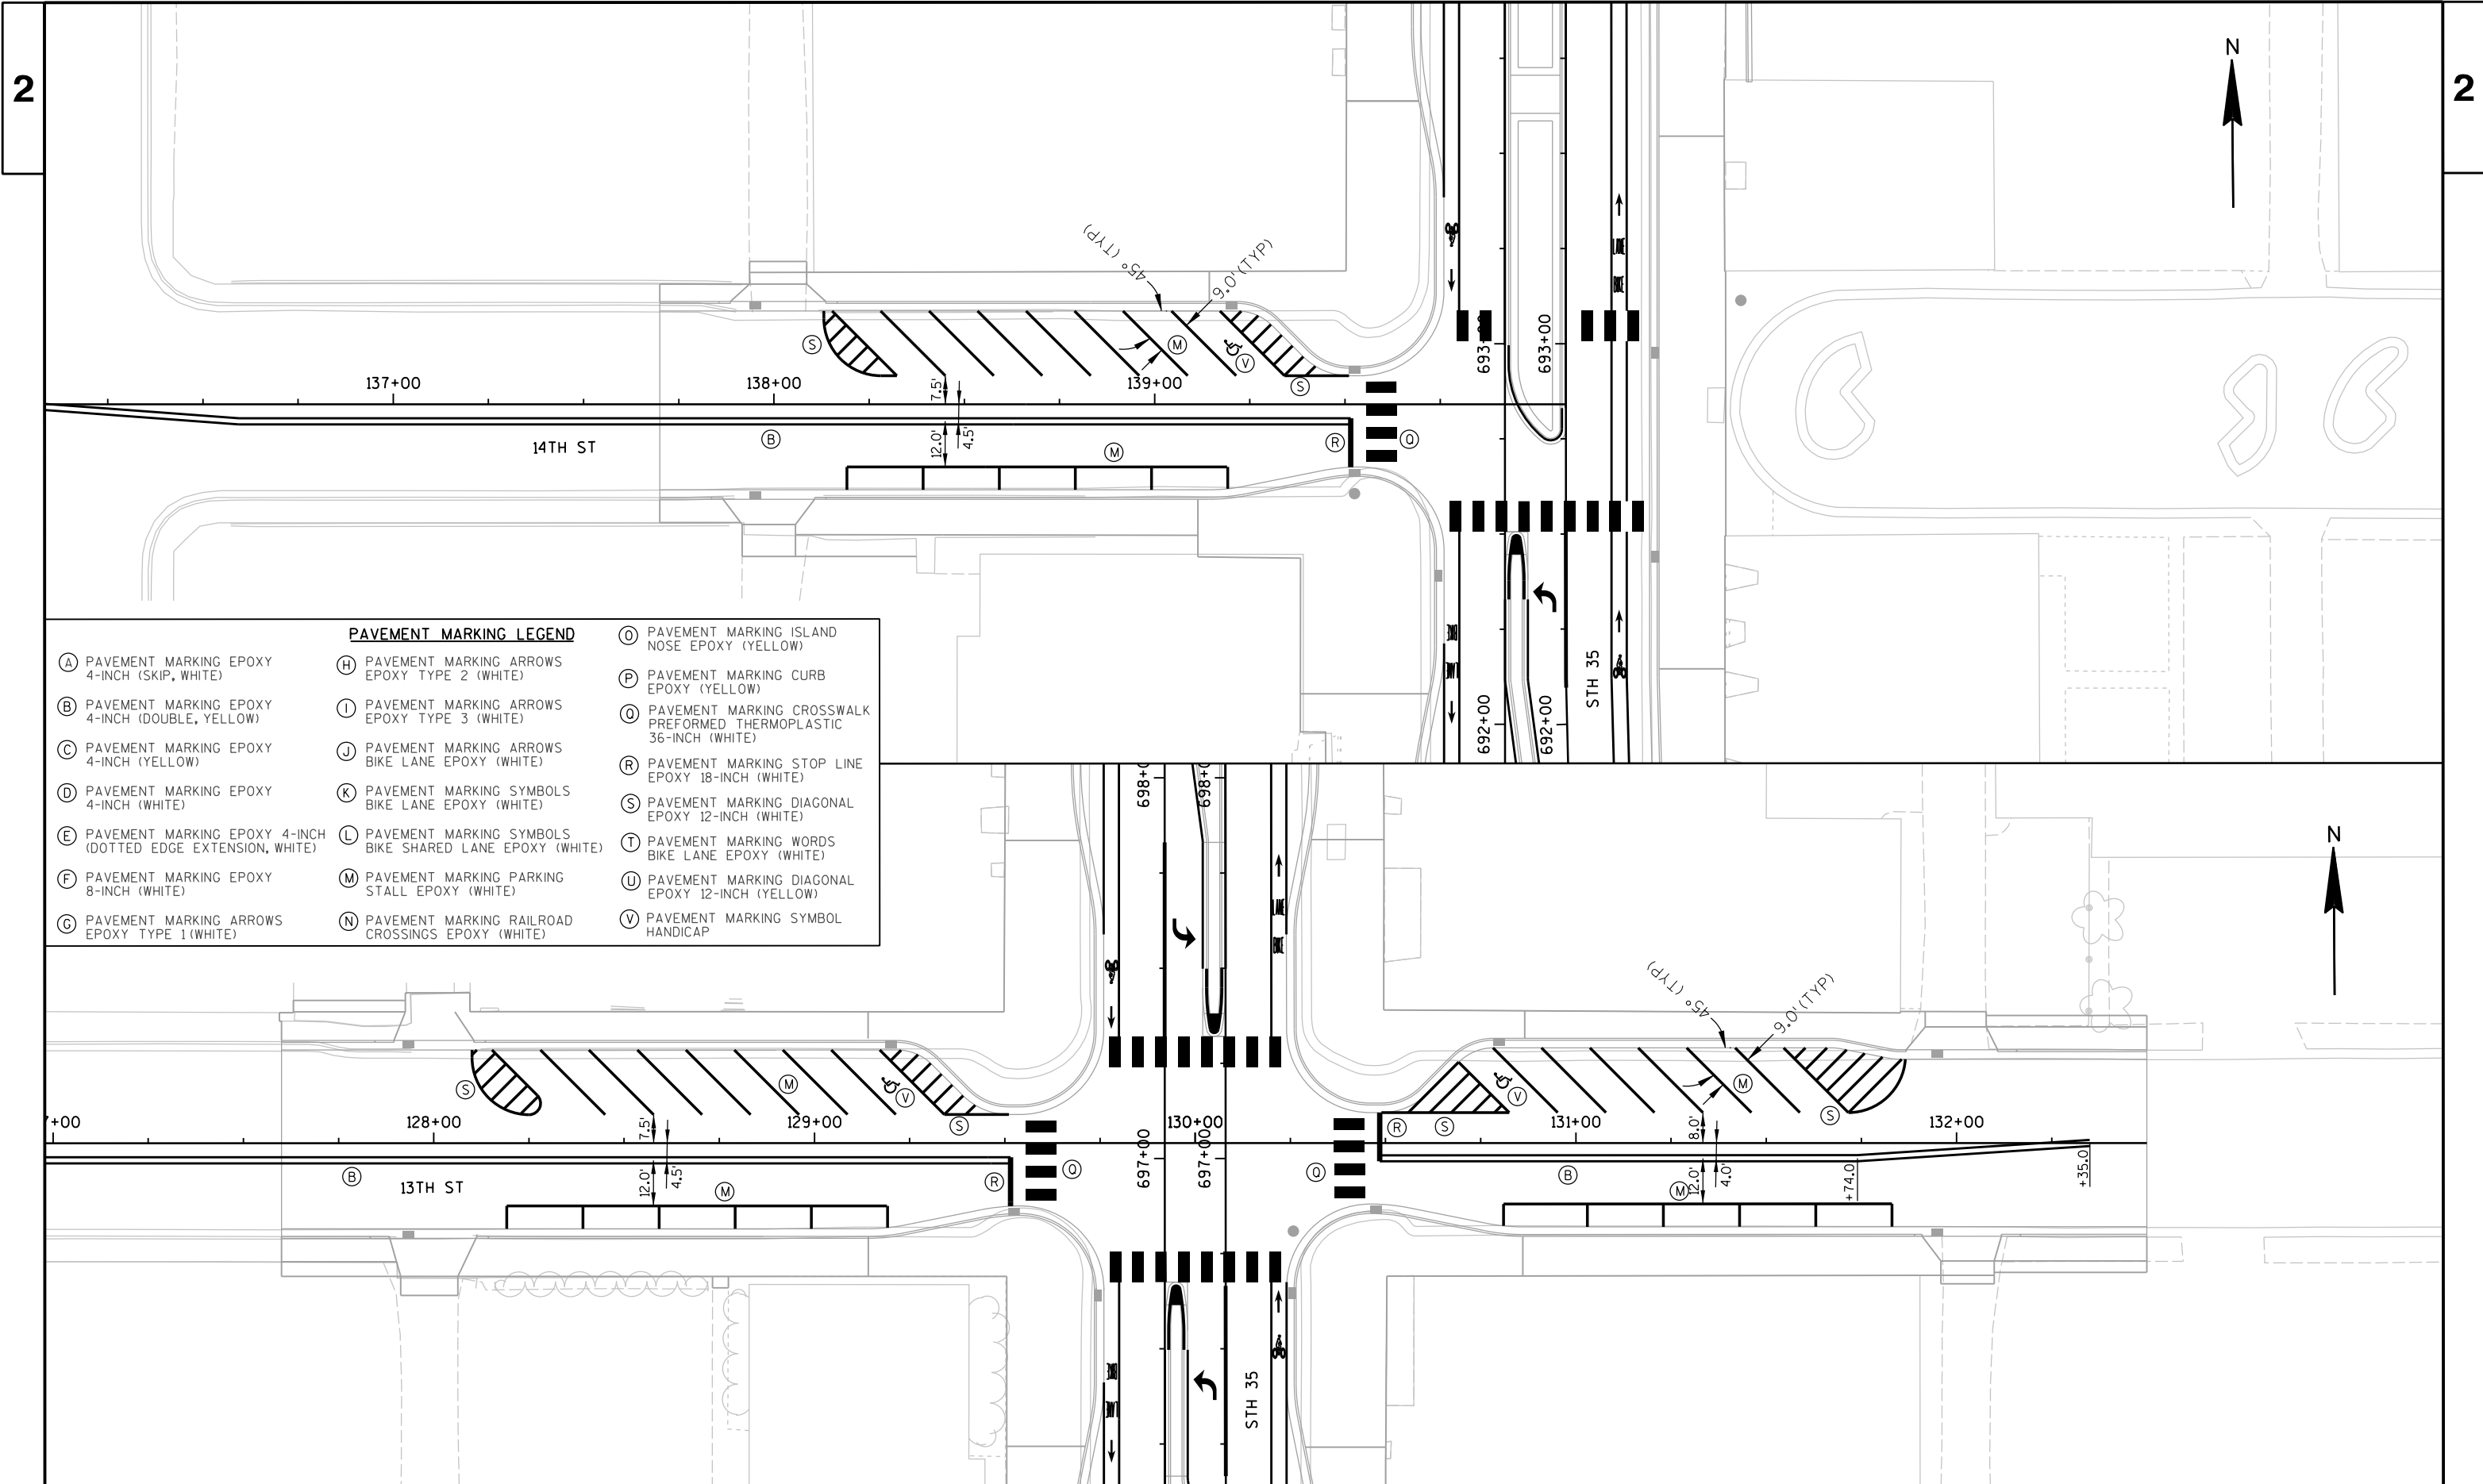 2
2
N
45° (TYP)
9.0' (TYP)
LANE
BIKE
S
M
V
S
693+00
693+00
137+00
138+00
139+00
7.5'
14TH ST
B
12.0'
4.5'
M
R
Q
STH 35
692+00
692+00
PAVEMENT MARKING LEGEND
A PAVEMENT MARKING EPOXY
4-INCH (SKIP, WHITE)
B PAVEMENT MARKING EPOXY
4-INCH (DOUBLE, YELLOW)
C PAVEMENT MARKING EPOXY
4-INCH (YELLOW)
D PAVEMENT MARKING EPOXY
4-INCH (WHITE)
E PAVEMENT MARKING EPOXY 4-INCH
(DOTTED EDGE EXTENSION, WHITE)
F PAVEMENT MARKING EPOXY
8-INCH (WHITE)
G PAVEMENT MARKING ARROWS
EPOXY TYPE 1 (WHITE)
H PAVEMENT MARKING ARROWS
EPOXY TYPE 2 (WHITE)
I PAVEMENT MARKING ARROWS
EPOXY TYPE 3 (WHITE)
J PAVEMENT MARKING ARROWS
BIKE LANE EPOXY (WHITE)
K PAVEMENT MARKING SYMBOLS
BIKE LANE EPOXY (WHITE)
L PAVEMENT MARKING SYMBOLS
BIKE SHARED LANE EPOXY (WHITE)
M PAVEMENT MARKING PARKING
STALL EPOXY (WHITE)
N PAVEMENT MARKING RAILROAD
CROSSINGS EPOXY (WHITE)
O PAVEMENT MARKING ISLAND
NOSE EPOXY (YELLOW)
P PAVEMENT MARKING CURB
EPOXY (YELLOW)
Q PAVEMENT MARKING CROSSWALK
PREFORMED THERMOPLASTIC
36-INCH (WHITE)
R PAVEMENT MARKING STOP LINE
EPOXY 18-INCH (WHITE)
S PAVEMENT MARKING DIAGONAL
EPOXY 12-INCH (WHITE)
T PAVEMENT MARKING WORDS
BIKE LANE EPOXY (WHITE)
U PAVEMENT MARKING DIAGONAL
EPOXY 12-INCH (YELLOW)
V PAVEMENT MARKING SYMBOL
HANDICAP
698+0
698+0
LANE
BIKE
N
45° (TYP)
9.0' (TYP)
S
M
V
S
V
M
S
R
S
7+00
128+00
129+00
130+00
131+00
132+00
7.5'
8.0'
697+00
697+00
B
13TH ST
12.0'
4.5'
M
R
Q
Q
B
M
12.0'
4.0'
+74.0
+35.0
STH 35